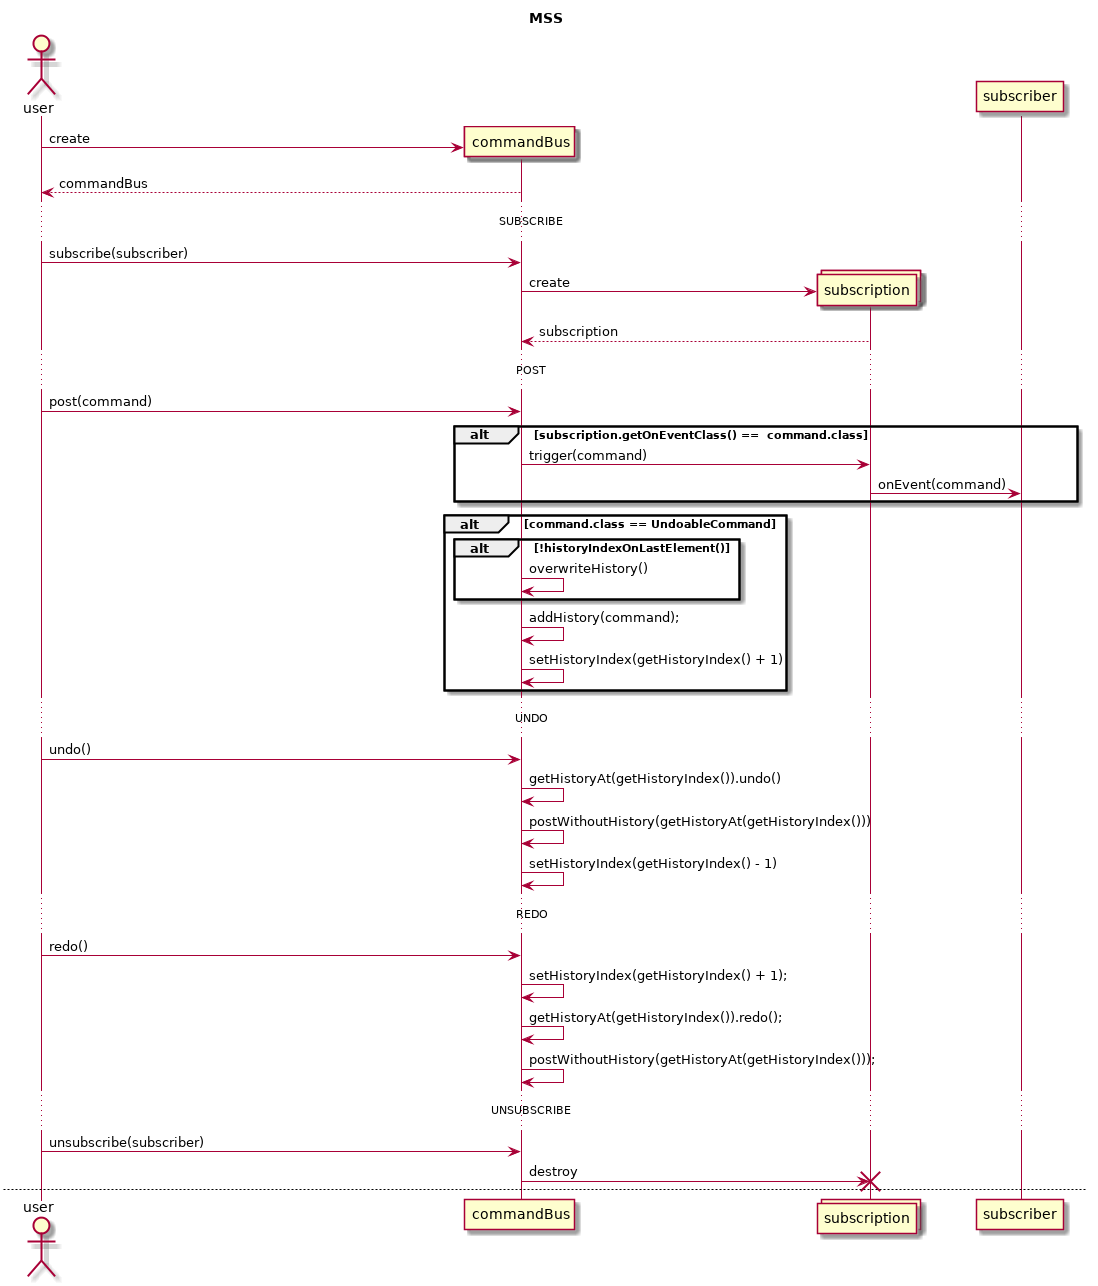 MSS
user
subscriber
create
commandBus
commandBus
SUBSCRIBE
subscribe(subscriber)
create
subscription
subscription
POST
post(command)
alt [subscription.getOnEventClass() == command.class]
trigger(command)
onEvent(command)
alt [command.class == UndoableCommand]
alt [!historyIndexOnLastElement()]
overwriteHistory()
addHistory(command);
setHistoryIndex(getHistoryIndex() + 1)
UNDO
undo()
getHistoryAt(getHistoryIndex()).undo()
postWithoutHistory(getHistoryAt(getHistoryIndex()))
setHistoryIndex(getHistoryIndex() - 1)
REDO
redo()
setHistoryIndex(getHistoryIndex() + 1);
getHistoryAt(getHistoryIndex()).redo();
postWithoutHistory(getHistoryAt(getHistoryIndex()));
UNSUBSCRIBE
unsubscribe(subscriber)
destroy
user
commandBus
subscription
subscriber